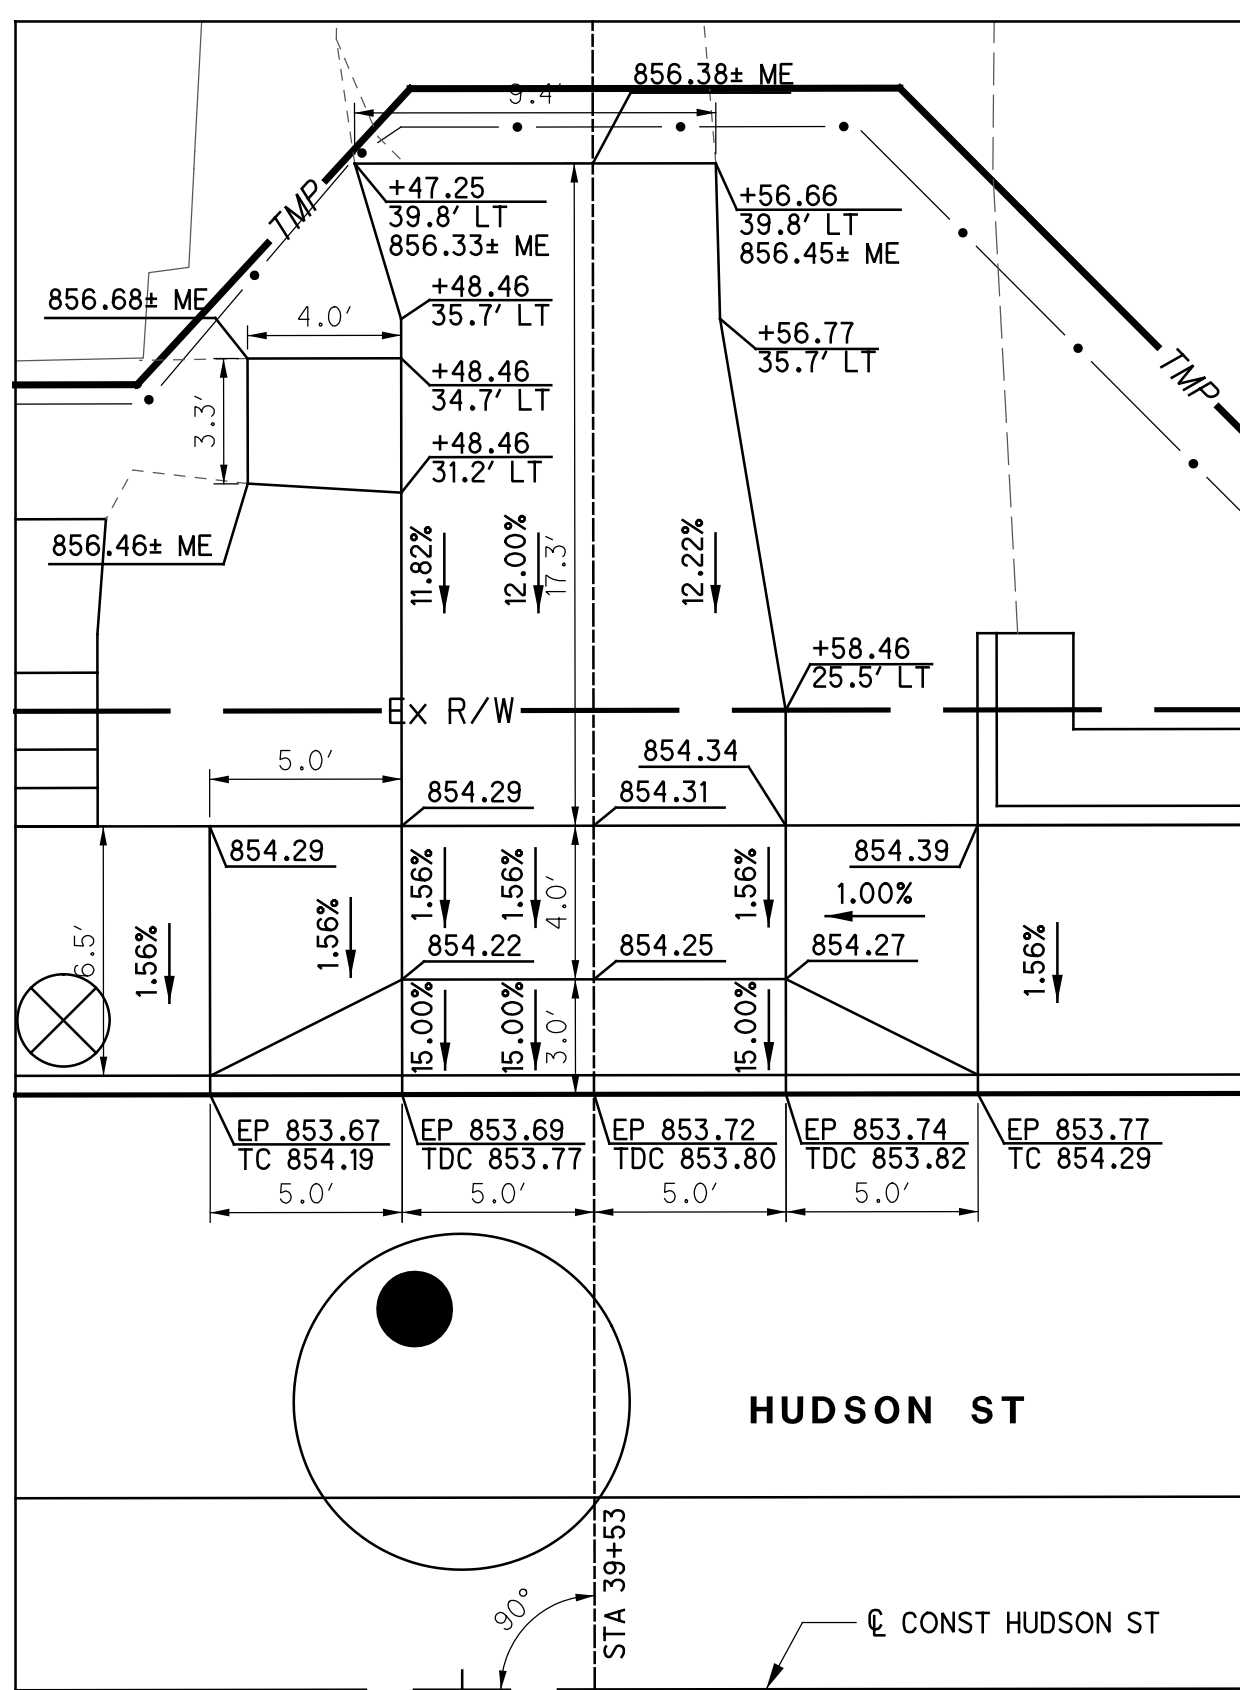 856.38± ME
9.4′
+47.25
39.8′ LT
856.33± ME
+56.66
39.8′ LT
856.45± ME
TMP
856.68± ME
4.0′
+48.46
35.7′ LT
+56.77
35.7′ LT
TMP
+48.46
34.7′ LT
3.3′
+48.46
31.2′ LT
856.46± ME
11.82%
12.00%
17.3′
12.22%
+58.46
25.5′ LT
Ex R/W
5.0′
854.34
854.29
854.31
854.29
854.39
1.56%
1.56%
4.0′
1.56%
1.00%
6.5′
1.56%
1.56%
854.22
854.25
854.27
1.56%
15.00%
15.00%
3.0′
15.00%
EP 853.67
TC 854.19
EP 853.69
TDC 853.77
EP 853.72
TDC 853.80
EP 853.74
TDC 853.82
EP 853.77
TC 854.29
5.0′
5.0′
5.0′
5.0′
HUDSON ST
STA 39+53
90°
℄ CONST HUDSON ST